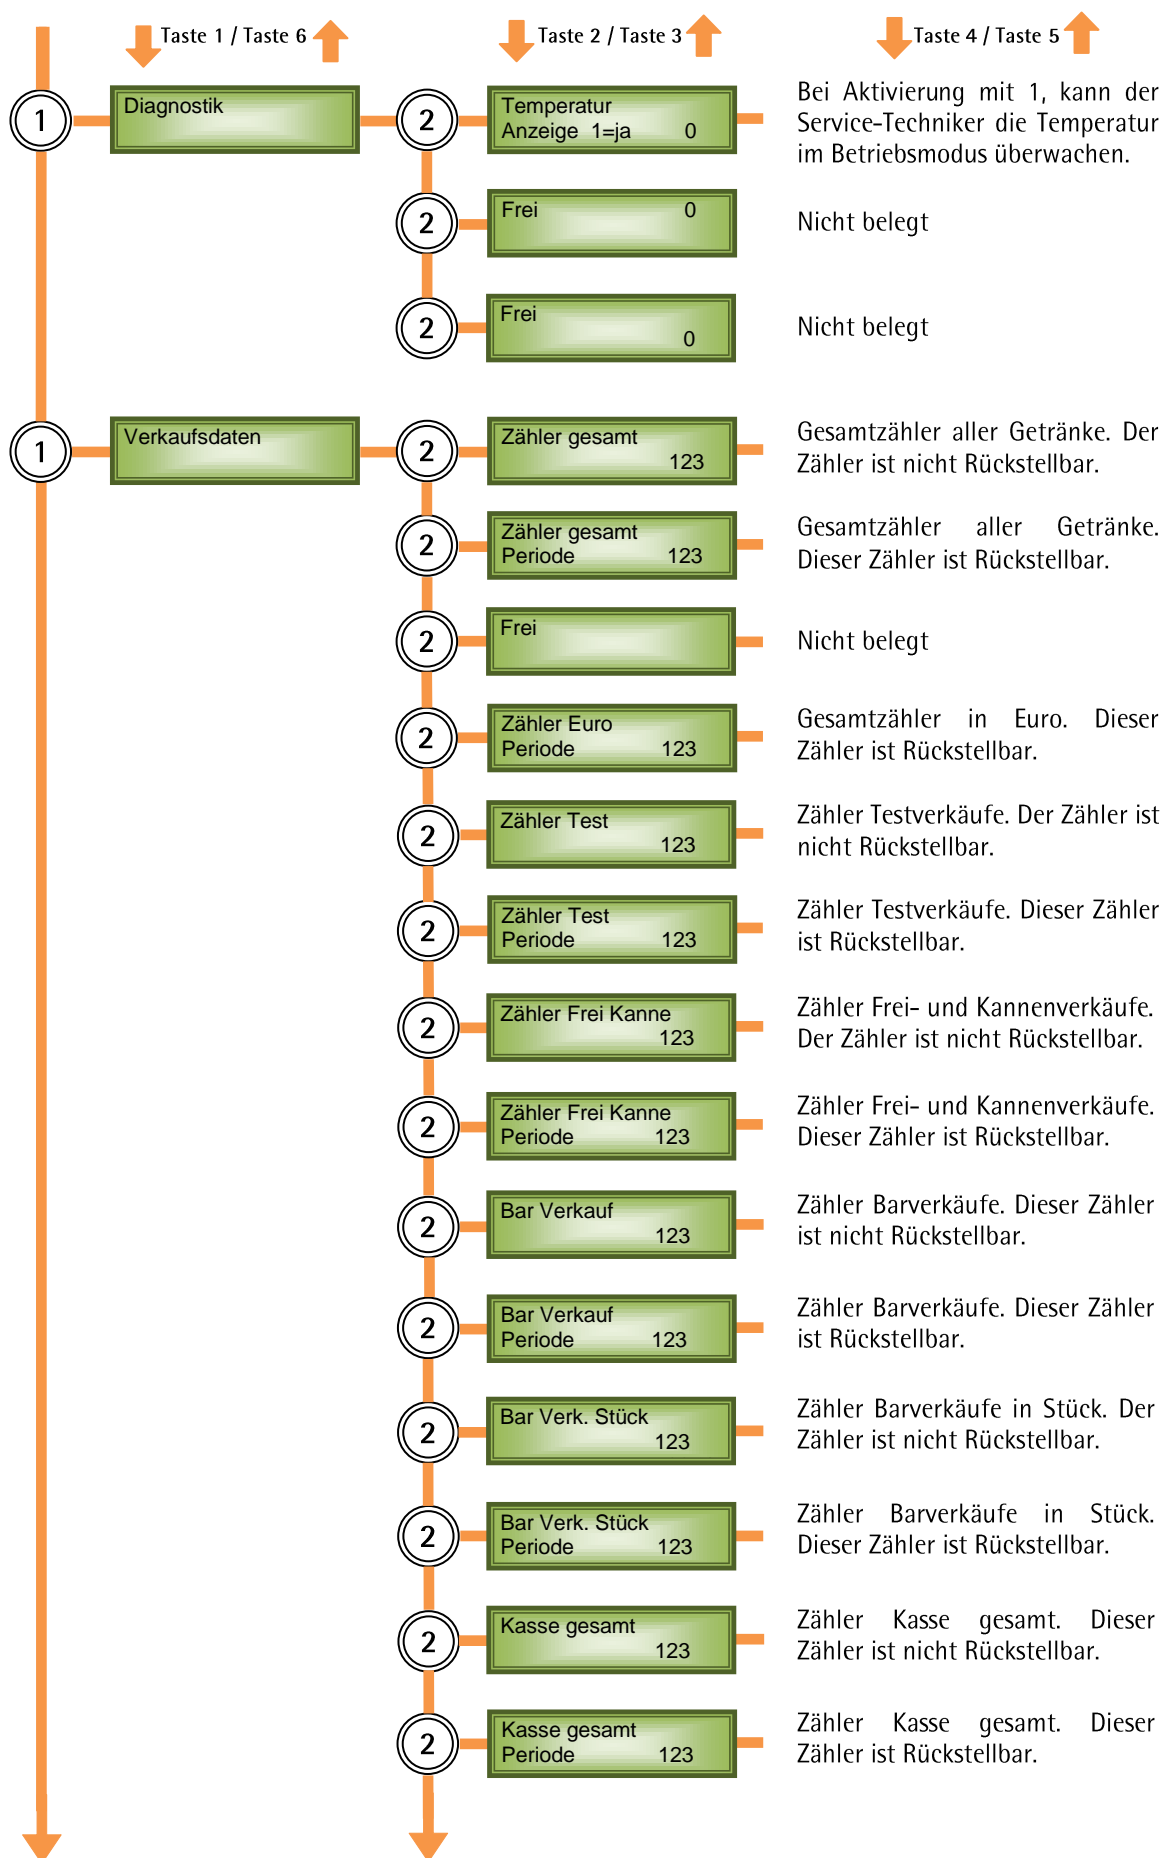 Taste 1 / Taste 6
Taste 2 / Taste 3
Taste 4 / Taste 5
1
Diagnostik
2
Temperatur
Anzeige 1=ja 0
Bei Aktivierung mit 1, kann der
Service-Techniker die Temperatur
im Betriebsmodus überwachen.
2
Frei 0
Nicht belegt
2
Frei
0
Nicht belegt
1
Verkaufsdaten
2
Zähler gesamt
123
Gesamtzähler aller Getränke. Der
Zähler ist nicht Rückstellbar.
2
Zähler gesamt
Periode 123
Gesamtzähler aller Getränke.
Dieser Zähler ist Rückstellbar.
2
Frei
Nicht belegt
2
Zähler Euro
Periode 123
Gesamtzähler in Euro. Dieser
Zähler ist Rückstellbar.
2
Zähler Test
123
Zähler Testverkäufe. Der Zähler ist
nicht Rückstellbar.
2
Zähler Test
Periode 123
Zähler Testverkäufe. Dieser Zähler
ist Rückstellbar.
2
Zähler Frei Kanne
123
Zähler Frei- und Kannenverkäufe.
Der Zähler ist nicht Rückstellbar.
2
Zähler Frei Kanne
Periode 123
Zähler Frei- und Kannenverkäufe.
Dieser Zähler ist Rückstellbar.
2
Bar Verkauf
123
Zähler Barverkäufe. Dieser Zähler
ist nicht Rückstellbar.
2
Bar Verkauf
Periode 123
Zähler Barverkäufe. Dieser Zähler
ist Rückstellbar.
2
Bar Verk. Stück
123
Zähler Barverkäufe in Stück. Der
Zähler ist nicht Rückstellbar.
2
Bar Verk. Stück
Periode 123
Zähler Barverkäufe in Stück.
Dieser Zähler ist Rückstellbar.
2
Kasse gesamt
123
Zähler Kasse gesamt. Dieser
Zähler ist nicht Rückstellbar.
2
Kasse gesamt
Periode 123
Zähler Kasse gesamt. Dieser
Zähler ist Rückstellbar.